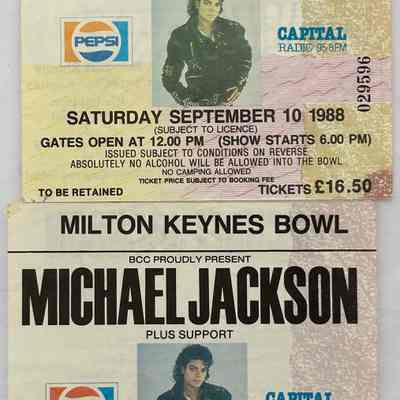 PEPSI
CAPITAL
RADIO 95·8FM
029596
SATURDAY SEPTEMBER 10 1988
(SUBJECT TO LICENCE)
GATES OPEN AT 12.00 PM (SHOW STARTS 6.00 PM)
ISSUED SUBJECT TO CONDITIONS ON REVERSE
ABSOLUTELY NO ALCOHOL WILL BE ALLOWED INTO THE BOWL
NO CAMPING ALLOWED
TICKET PRICE SUBJECT TO BOOKING FEE
TO BE RETAINED
TICKETS £16.50
MILTON KEYNES BOWL
BCC PROUDLY PRESENT
MICHAEL JACKSON
PLUS SUPPORT
CAPITAL